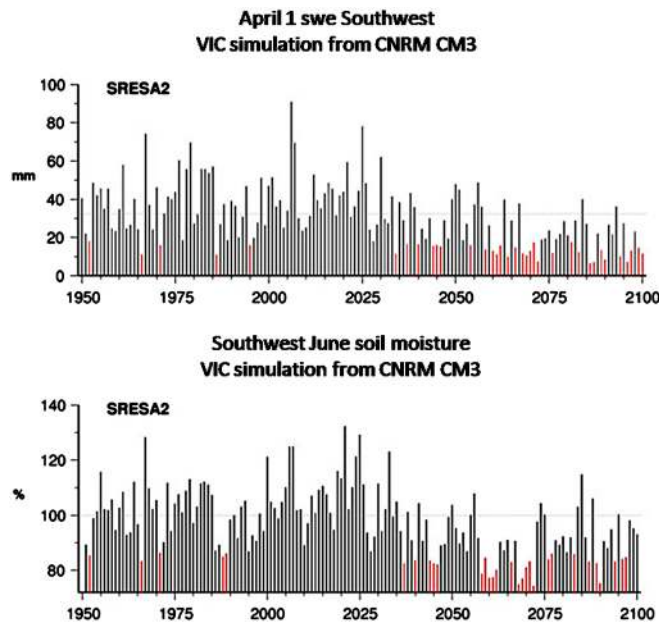 April 1 swe Southwest
VIC simulation from CNRM CM3
SRESA2
100
80
60
mm
40
20
0
1950 1975 2000 2025 2050 2075 2100
Southwest June soil moisture
VIC simulation from CNRM CM3
140
SRESA2
120
%
100
80
1950 1975 2000 2025 2050 2075 2100